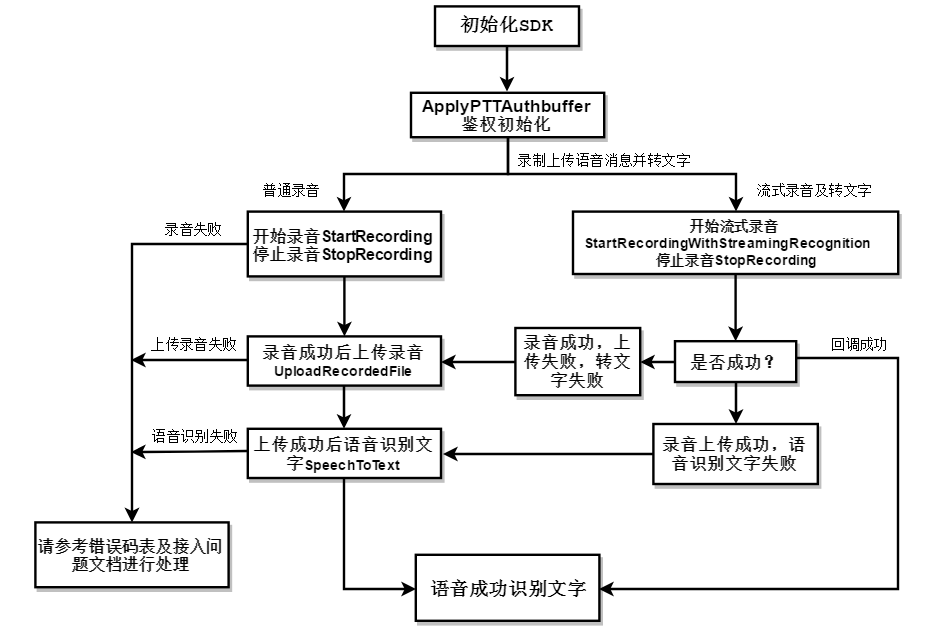 初始化SDK
ApplyPTTAuthbuffer
鉴权初始化
录制上传语音消息并转文字
普通录音
流式录音及转文字
录音失败
开始录音StartRecording
停止录音StopRecording
开始流式录音
StartRecordingWithStreamingRecognition
停止录音StopRecording
上传录音失败
录音成功后上传录音
UploadRecordedFile
录音成功，上
传失败，转文
字失败
是否成功？
回调成功
语音识别失败
上传成功后语音识别文
字SpeechToText
录音上传成功，语
音识别文字失败
请参考错误码表及接入问
题文档进行处理
语音成功识别文字